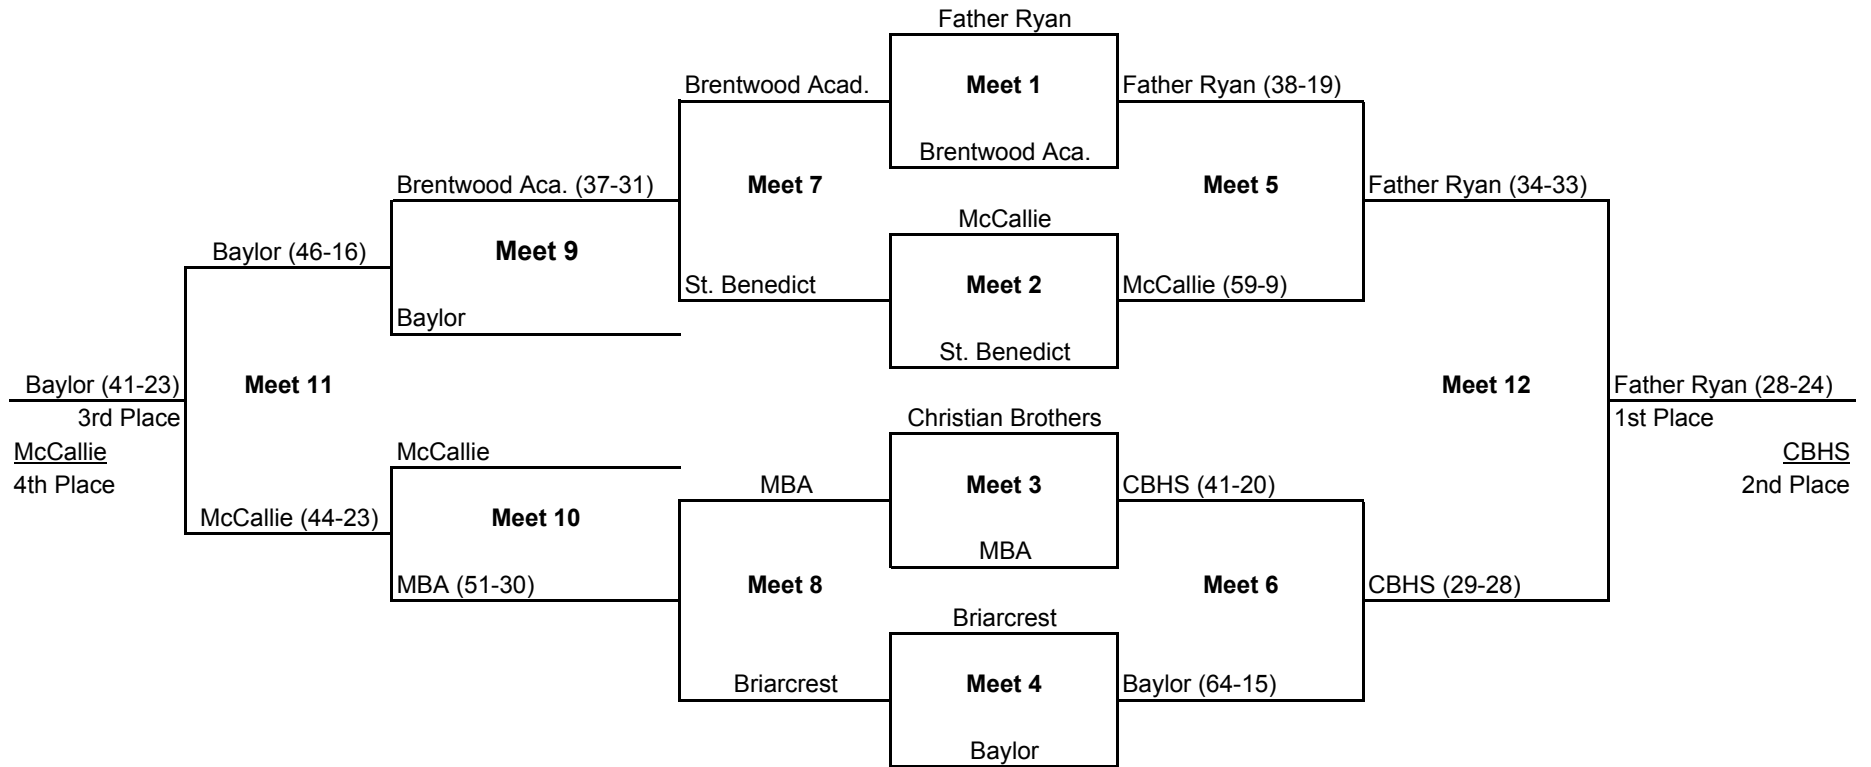 Father Ryan
Brentwood Acad.
Meet 1
Father Ryan (38-19)
Brentwood Aca.
Brentwood Aca. (37-31)
Meet 7
Meet 5
Father Ryan (34-33)
McCallie
Baylor (46-16)
Meet 9
St. Benedict
Meet 2
McCallie (59-9)
Baylor
St. Benedict
Baylor (41-23)
Meet 11
Meet 12
Father Ryan (28-24)
3rd Place
Christian Brothers
1st Place
McCallie
McCallie
CBHS
4th Place
MBA
Meet 3
CBHS (41-20)
2nd Place
McCallie (44-23)
Meet 10
MBA
MBA (51-30)
Meet 8
Meet 6
CBHS (29-28)
Briarcrest
Briarcrest
Meet 4
Baylor (64-15)
Baylor